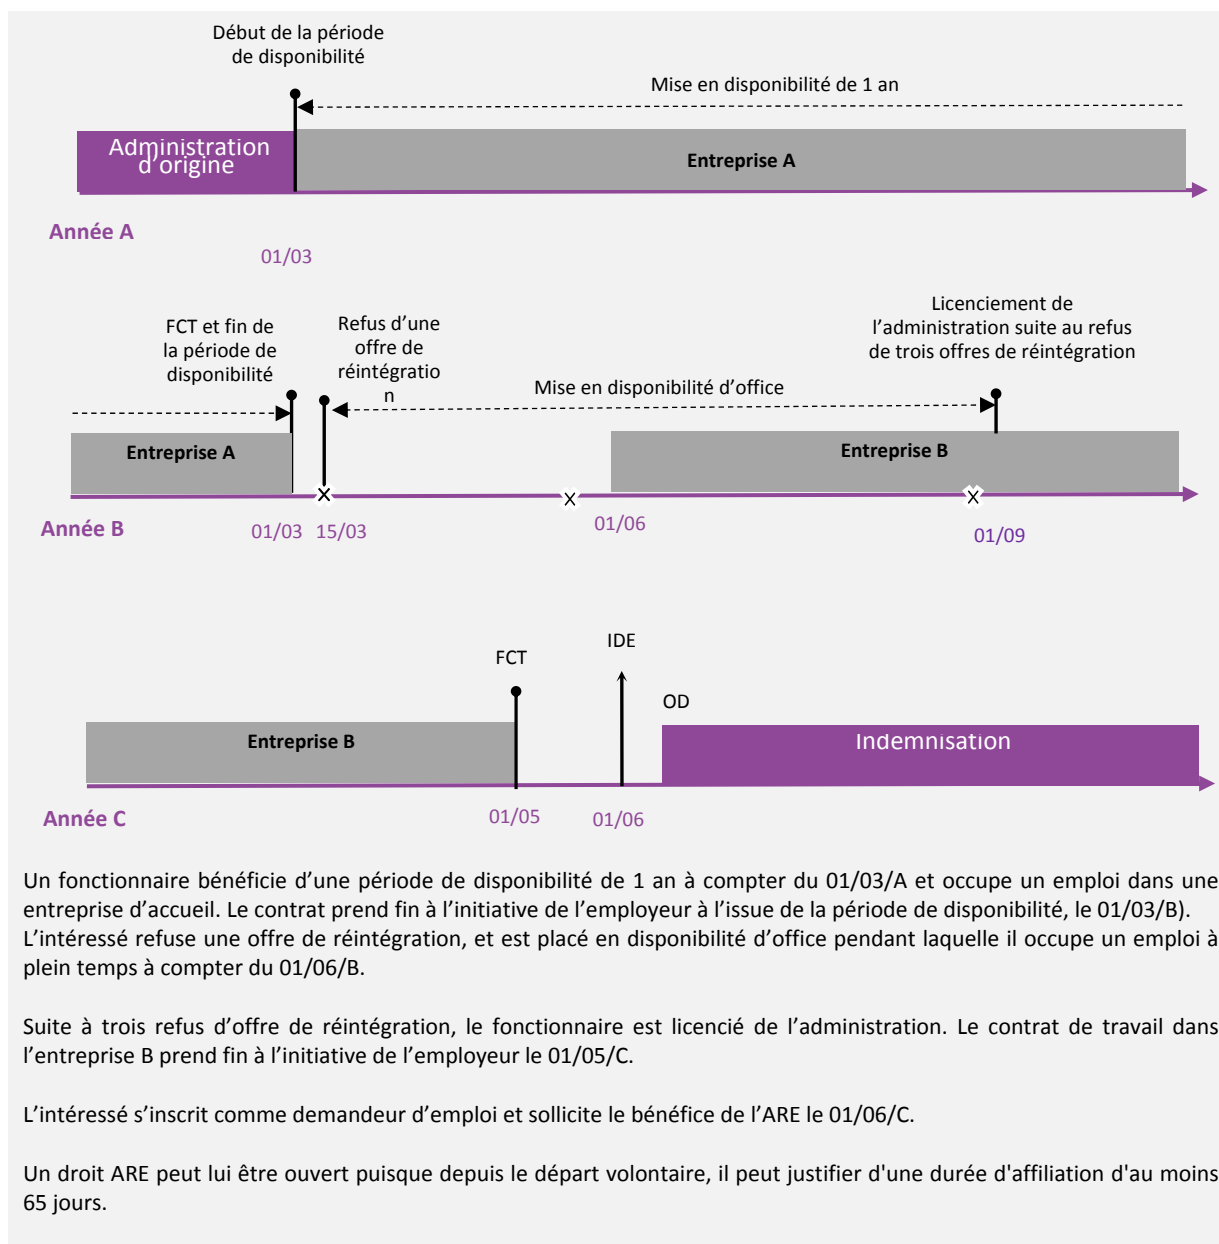 Début de la période
de disponibilité
Mise en disponibilité de 1 an
Administration
d’origine
Entreprise A
Année A
01/03
FCT et fin de
la période de
disponibilité
Refus d’une
offre de
réintégratio
n
Mise en disponibilité d’office
Licenciement de
l’administration suite au refus
de trois offres de réintégration
Entreprise A
Entreprise B
X
X
X
Année B
01/03
15/03
01/06
01/09
FCT
IDE
OD
Entreprise B
Indemnisation
Année C
01/05
01/06
Un fonctionnaire bénéficie d’une période de disponibilité de 1 an à compter du 01/03/A et occupe un emploi dans une
entreprise d’accueil. Le contrat prend fin à l’initiative de l’employeur à l’issue de la période de disponibilité, le 01/03/B).
L’intéressé refuse une offre de réintégration, et est placé en disponibilité d’office pendant laquelle il occupe un emploi à
plein temps à compter du 01/06/B.
Suite à trois refus d’offre de réintégration, le fonctionnaire est licencié de l’administration. Le contrat de travail dans
l’entreprise B prend fin à l’initiative de l’employeur le 01/05/C.
L’intéressé s’inscrit comme demandeur d’emploi et sollicite le bénéfice de l’ARE le 01/06/C.
Un droit ARE peut lui être ouvert puisque depuis le départ volontaire, il peut justifier d'une durée d'affiliation d'au moins
65 jours.